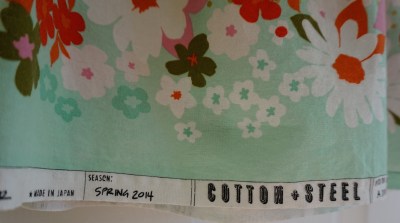 MADE IN JAPAN
SEASON:
SPRING 2014
COTTON + STEEL